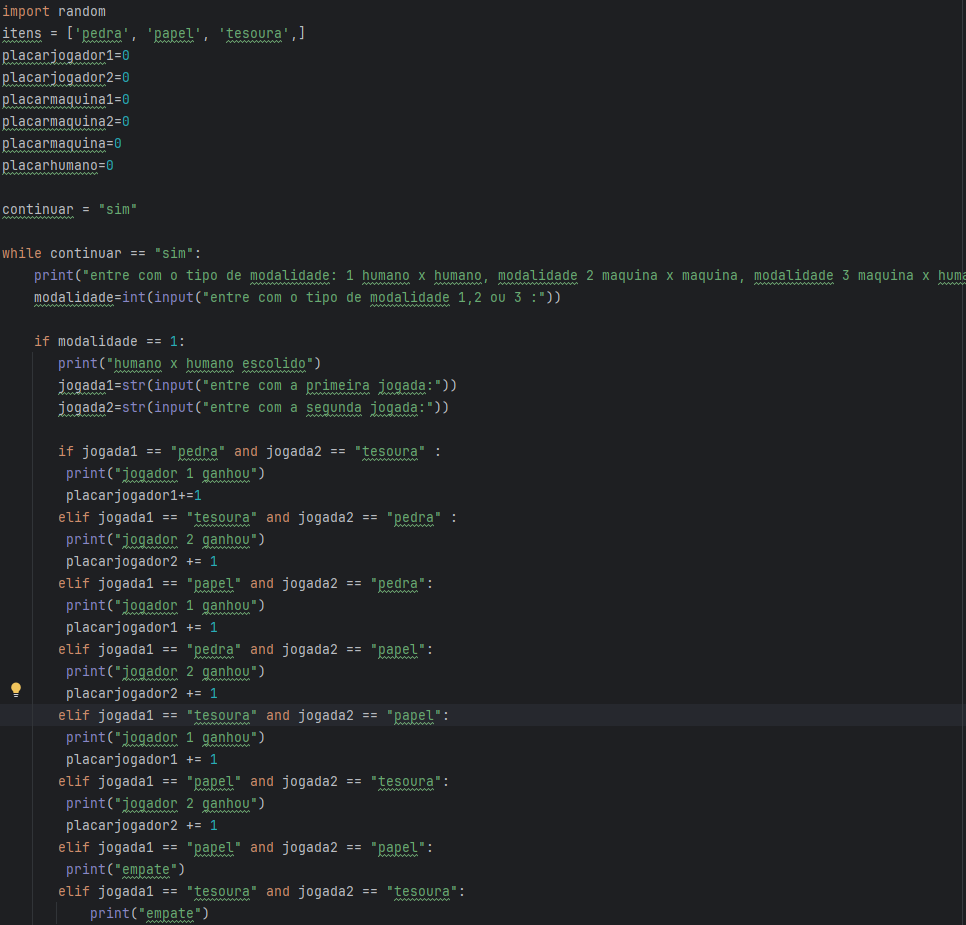 import random
itens = ['pedra', 'papel', 'tesoura',]
placarjogador1=0
placarjogador2=0
placarmaquina1=0
placarmaquina2=0
placarmaquina=0
placarhumano=0
continuar = "sim"
while continuar == "sim":
    print("entre com o tipo de modalidade: 1 humano x humano, modalidade 2 maquina x maquina, modalidade 3 maquina x
    modalidade=int(input("entre com o tipo de modalidade 1,2 ou 3 :"))
    if modalidade == 1:
       print("humano x humano escolido")
       jogada1=str(input("entre com a primeira jogada:"))
       jogada2=str(input("entre com a segunda jogada:"))
       if jogada1 == "pedra" and jogada2 == "tesoura" :
        print("jogador 1 ganhou")
        placarjogador1+=1
       elif jogada1 == "tesoura" and jogada2 == "pedra" :
        print("jogador 2 ganhou")
        placarjogador2 += 1
       elif jogada1 == "papel" and jogada2 == "pedra":
        print("jogador 1 ganhou")
        placarjogador1 += 1
       elif jogada1 == "pedra" and jogada2 == "papel":
        print("jogador 2 ganhou")
        placarjogador2 += 1
       elif jogada1 == "tesoura" and jogada2 == "papel":
        print("jogador 1 ganhou")
        placarjogador1 += 1
       elif jogada1 == "papel" and jogada2 == "tesoura":
        print("jogador 2 ganhou")
        placarjogador2 += 1
       elif jogada1 == "papel" and jogada2 == "papel":
        print("empate")
       elif jogada1 == "tesoura" and jogada2 == "tesoura":
           print("empate")